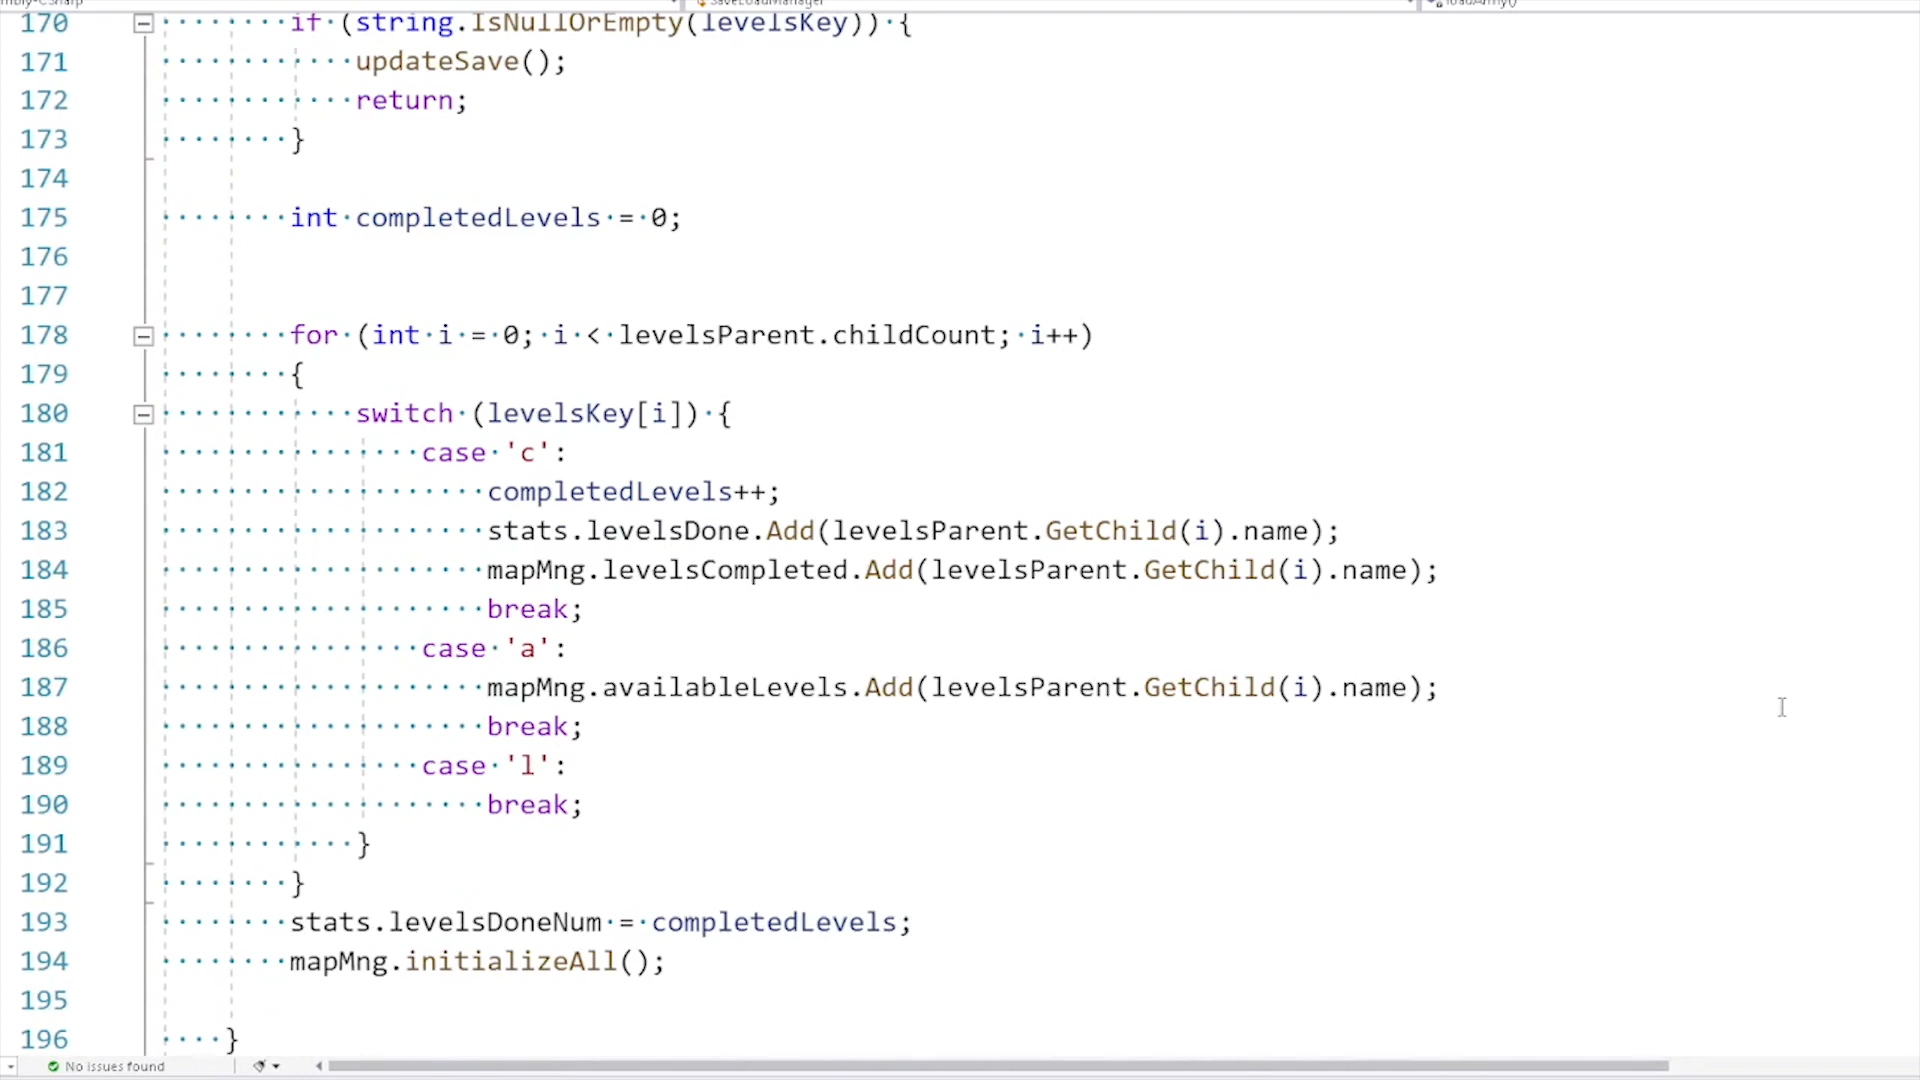 mbly-CSharp SaveLoadManager loadArmy()
170 if (string.IsNullOrEmpty(levelsKey)) {
171 updateSave();
172 return;
173 }
174
175 int completedLevels = 0;
176
177
178 for (int i = 0; i < levelsParent.childCount; i++)
179 {
180 switch (levelsKey[i]) {
181 case 'c':
182 completedLevels++;
183 stats.levelsDone.Add(levelsParent.GetChild(i).name);
184 mapMng.levelsCompleted.Add(levelsParent.GetChild(i).name);
185 break;
186 case 'a':
187 mapMng.availableLevels.Add(levelsParent.GetChild(i).name);
188 break;
189 case 'l':
190 break;
191 }
192 }
193 stats.levelsDoneNum = completedLevels;
194 mapMng.initializeAll();
195
196 }
No issues found